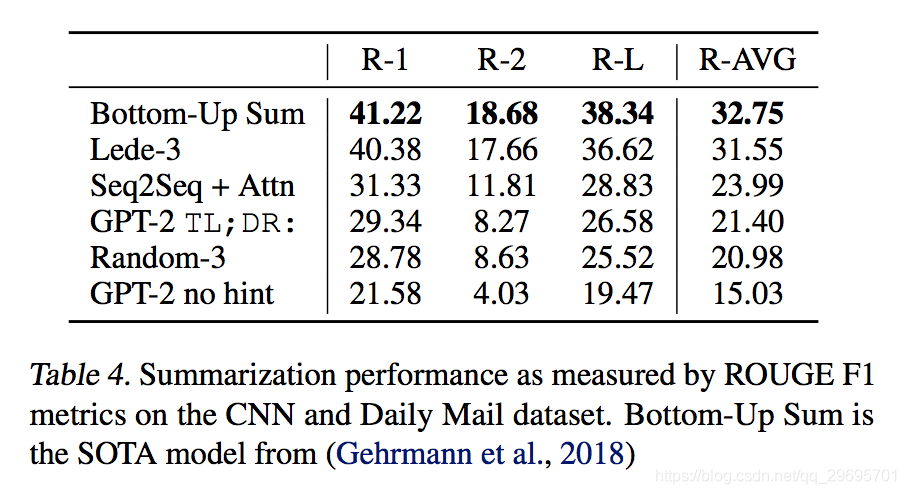 R-1 R-2 R-L R-AVG
Bottom-Up Sum 41.22 18.68 38.34 32.75
Lede-3 40.38 17.66 36.62 31.55
Seq2Seq + Attn 31.33 11.81 28.83 23.99
GPT-2 TL;DR: 29.34 8.27 26.58 21.40
Random-3 28.78 8.63 25.52 20.98
GPT-2 no hint 21.58 4.03 19.47 15.03
Table 4. Summarization performance as measured by ROUGE F1
metrics on the CNN and Daily Mail dataset. Bottom-Up Sum is
the SOTA model from (Gehrmann et al., 2018)
https://blog.csdn.net/qq_29695701